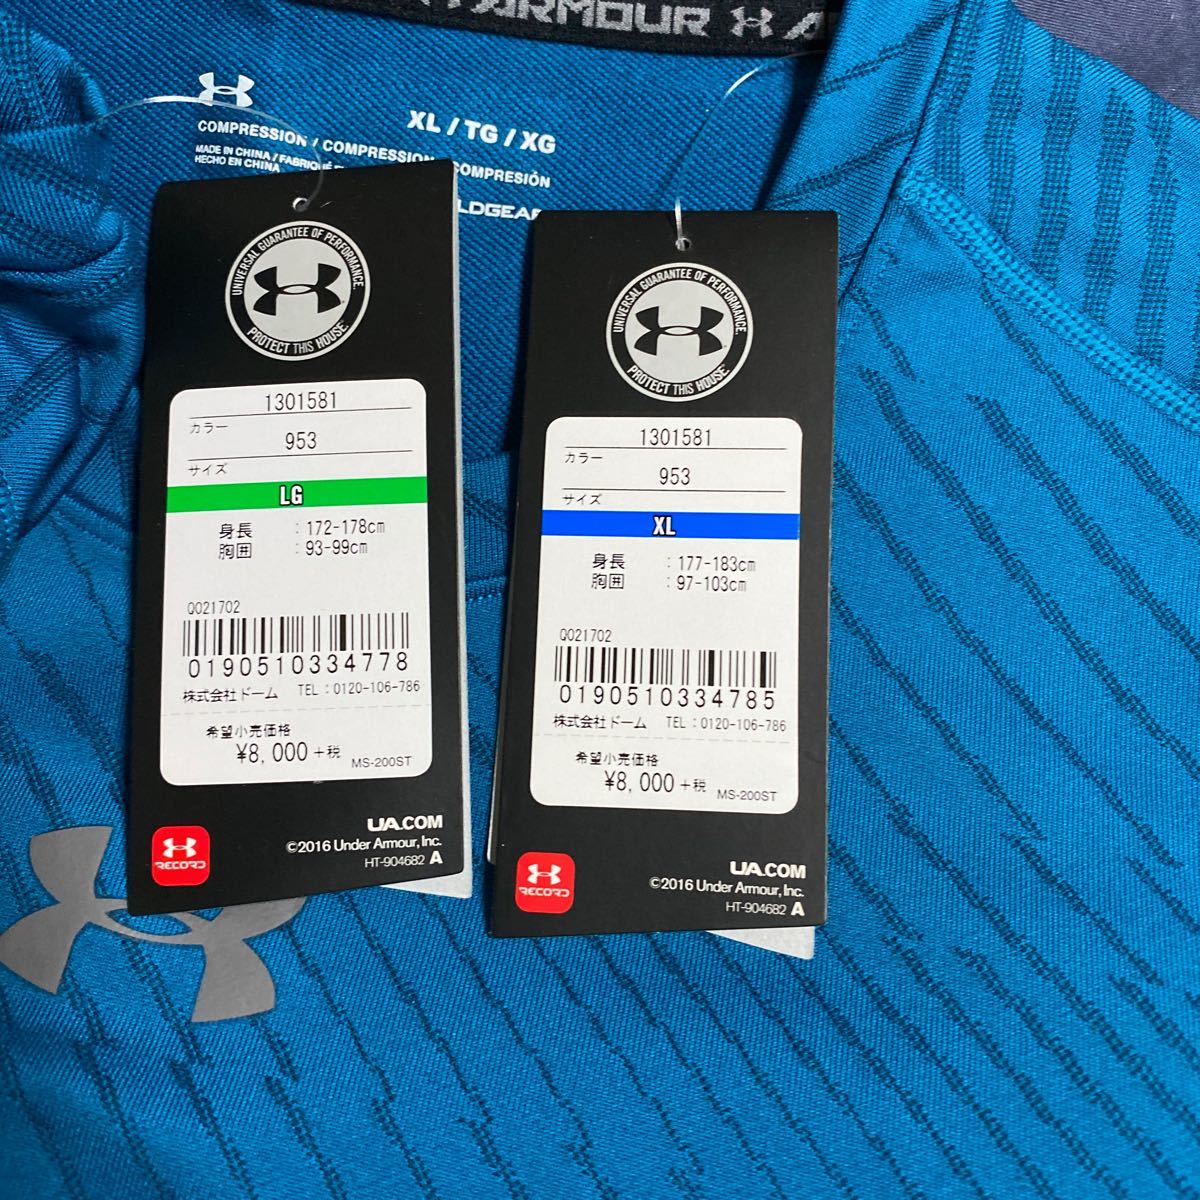 ARMOUR
XL / TG / XG
COMPRESSION / COMPRESSION
COMPRESIÓN
MADE IN CHINA / FABRIQUÉ
HECHO EN CHINA
UNIVERSAL GUARANTEE OF PERFORMANCE.
PROTECT THIS HOUSE
1301581
カラー
953
サイズ
LG
身長 : 172-178cm
胸囲 : 93-99cm
Q021702
0190510334778
株式会社ドーム TEL : 0120-106-786
希望小売価格
¥8,000+税
MS-200ST
RECORD
UA.COM
©2016 Under Armour, Inc.
HT-904682 A
UNIVERSAL GUARANTEE OF PERFORMANCE.
PROTECT THIS HOUSE
1301581
カラー
953
サイズ
XL
身長 : 177-183cm
胸囲 : 97-103cm
Q021702
0190510334785
株式会社ドーム TEL : 0120-106-786
希望小売価格
¥8,000+税
MS-200ST
RECORD
UA.COM
©2016 Under Armour, Inc.
HT-904682 A